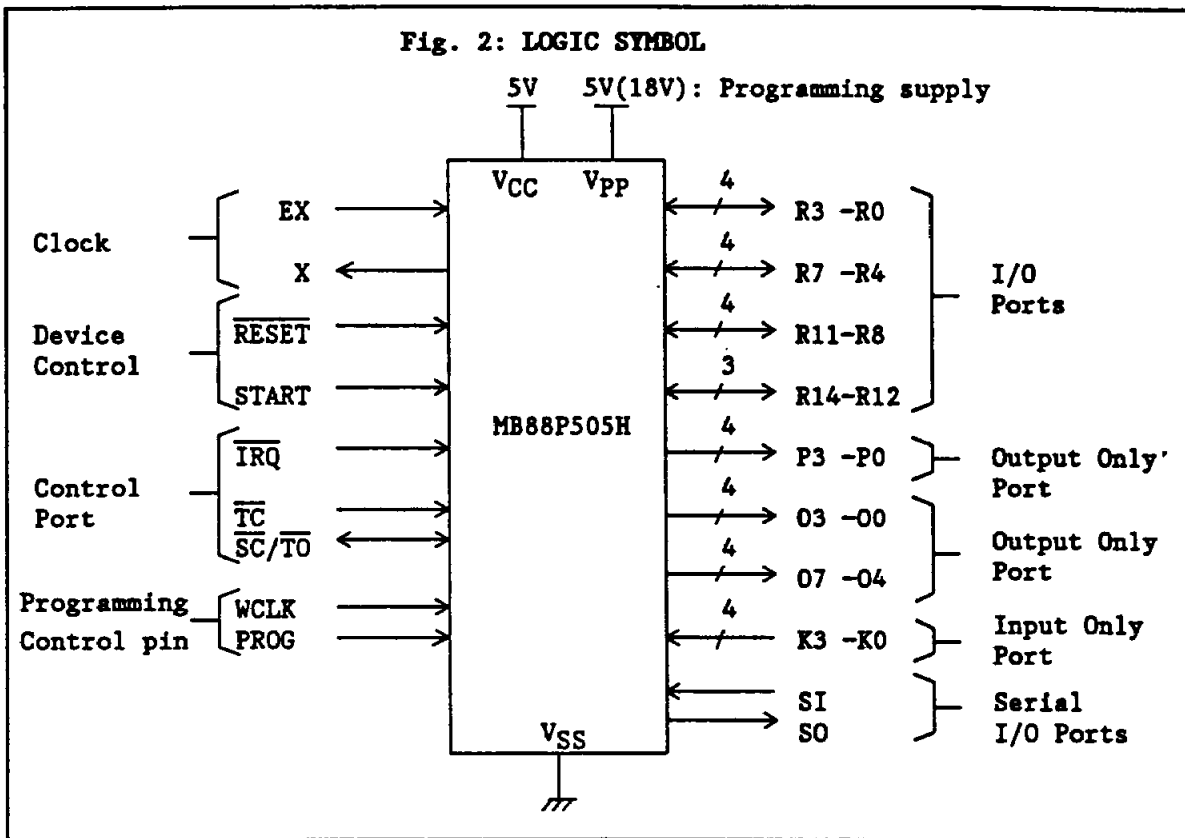 Fig. 2: LOGIC SYMBOL
5V 5V(18V): Programming supply
VCC VPP
Clock
EX
X
Device
Control
RESET
START
Control
Port
IRQ
TC
SC/TO
Programming
Control pin
WCLK
PROG
MB88P505H
VSS
4
R3 -R0
4
R7 -R4
4
R11-R8
3
R14-R12
I/O
Ports
4
P3 -P0
Output Only
Port
4
O3 -O0
4
O7 -O4
Output Only
Port
4
K3 -K0
Input Only
Port
SI
SO
Serial
I/O Ports